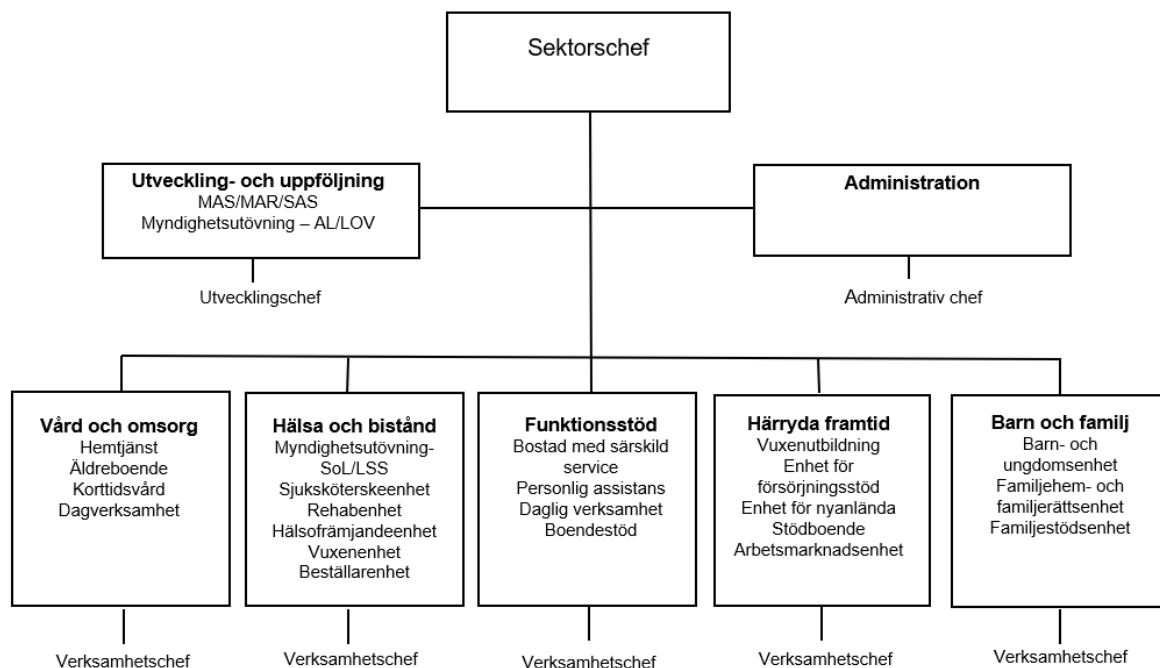 Sektorschef
Utveckling- och uppföljning
MAS/MAR/SAS
Myndighetsutövning – AL/LOV
Utvecklingschef
Administration
Administrativ chef
Vård och omsorg
Hemtjänst
Äldreboende
Korttidsvård
Dagverksamhet
Verksamhetschef
Hälsa och bistånd
Myndighetsutövning-
SoL/LSS
Sjuksköterskeenhet
Rehabenhet
Hälsofrämjandeenhet
Vuxenenhet
Beställarenhet
Verksamhetschef
Funktionsstöd
Bostad med särskild
service
Personlig assistans
Daglig verksamhet
Boendestöd
Verksamhetschef
Härryda framtid
Vuxenutbildning
Enhet för
försörjningsstöd
Enhet för nyanlända
Stödboende
Arbetsmarknadsenhet
Verksamhetschef
Barn och familj
Barn- och
ungdomsenhet
Familjehem- och
familjerättsenhet
Familjestödsenhet
Verksamhetschef